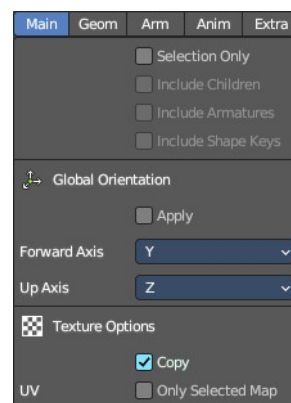 Main Geom Arm Anim Extra
Selection Only
Include Children
Include Armatures
Include Shape Keys
Global Orientation
Apply
Forward Axis Y
Up Axis Z
Texture Options
Copy
UV Only Selected Map